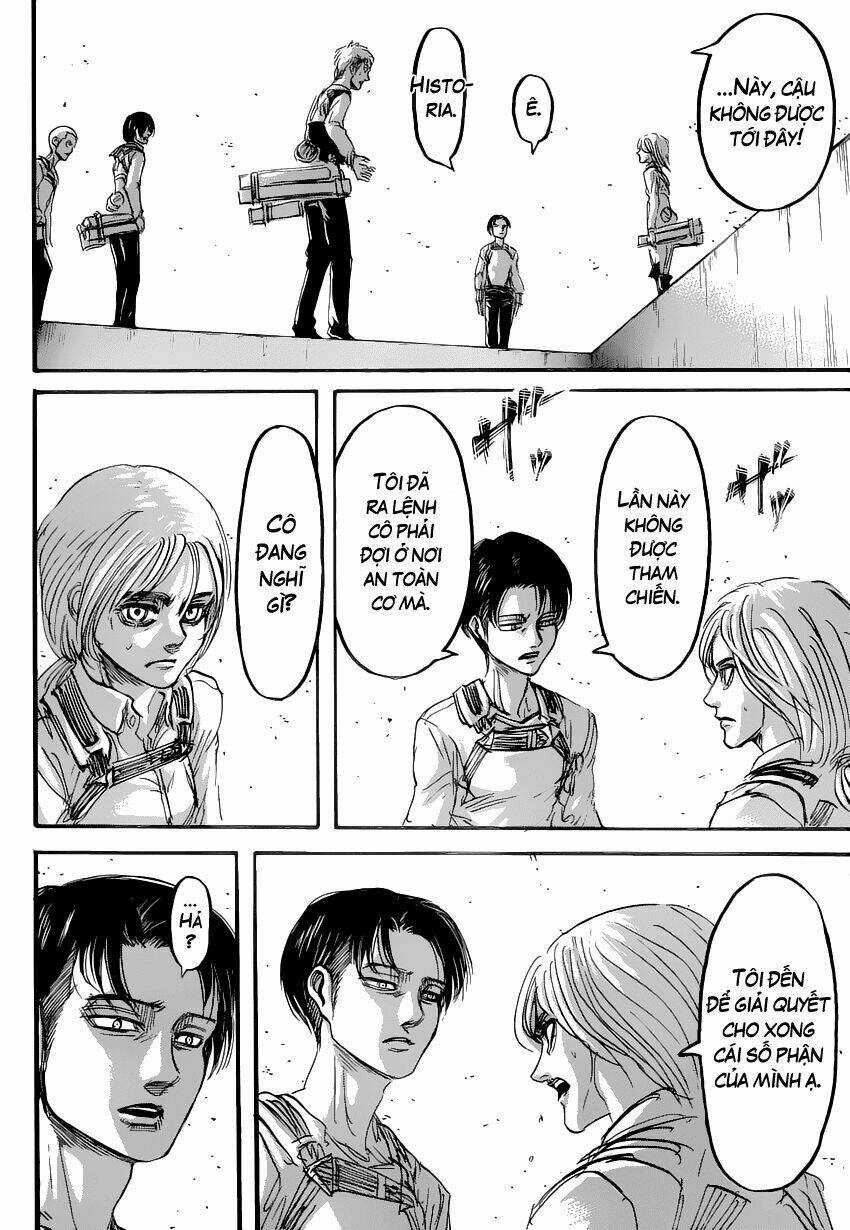 ...NÀY, CẬU
KHÔNG ĐƯỢC
TỚI ĐÂY!
Ê.
HISTO-
RIA.
LẦN NÀY
KHÔNG
ĐƯỢC
THAM
CHIẾN.
TÔI ĐÃ
RA LỆNH
CÔ PHẢI
ĐỢI Ở NƠI
AN TOÀN
CƠ MÀ.
CÔ
ĐANG
NGHĨ
GÌ?
TÔI ĐẾN
ĐỂ GIẢI QUYẾT
CHO XONG
CÁI SỐ PHẬN
CỦA MÌNH Ạ.
...
HẢ
?